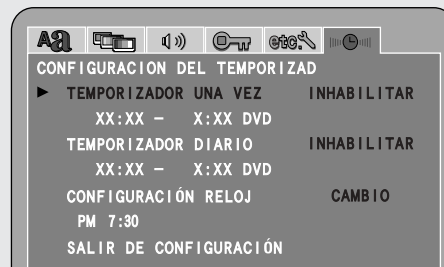 Aa etc.
CONFIGURACION DEL TEMPORIZAD
TEMPORIZADOR UNA VEZ INHABILITAR
XX:XX – X:XX DVD
TEMPORIZADOR DIARIO INHABILITAR
XX:XX – X:XX DVD
CONFIGURACIÓN RELOJ CAMBIO
PM 7:30
SALIR DE CONFIGURACIÓN